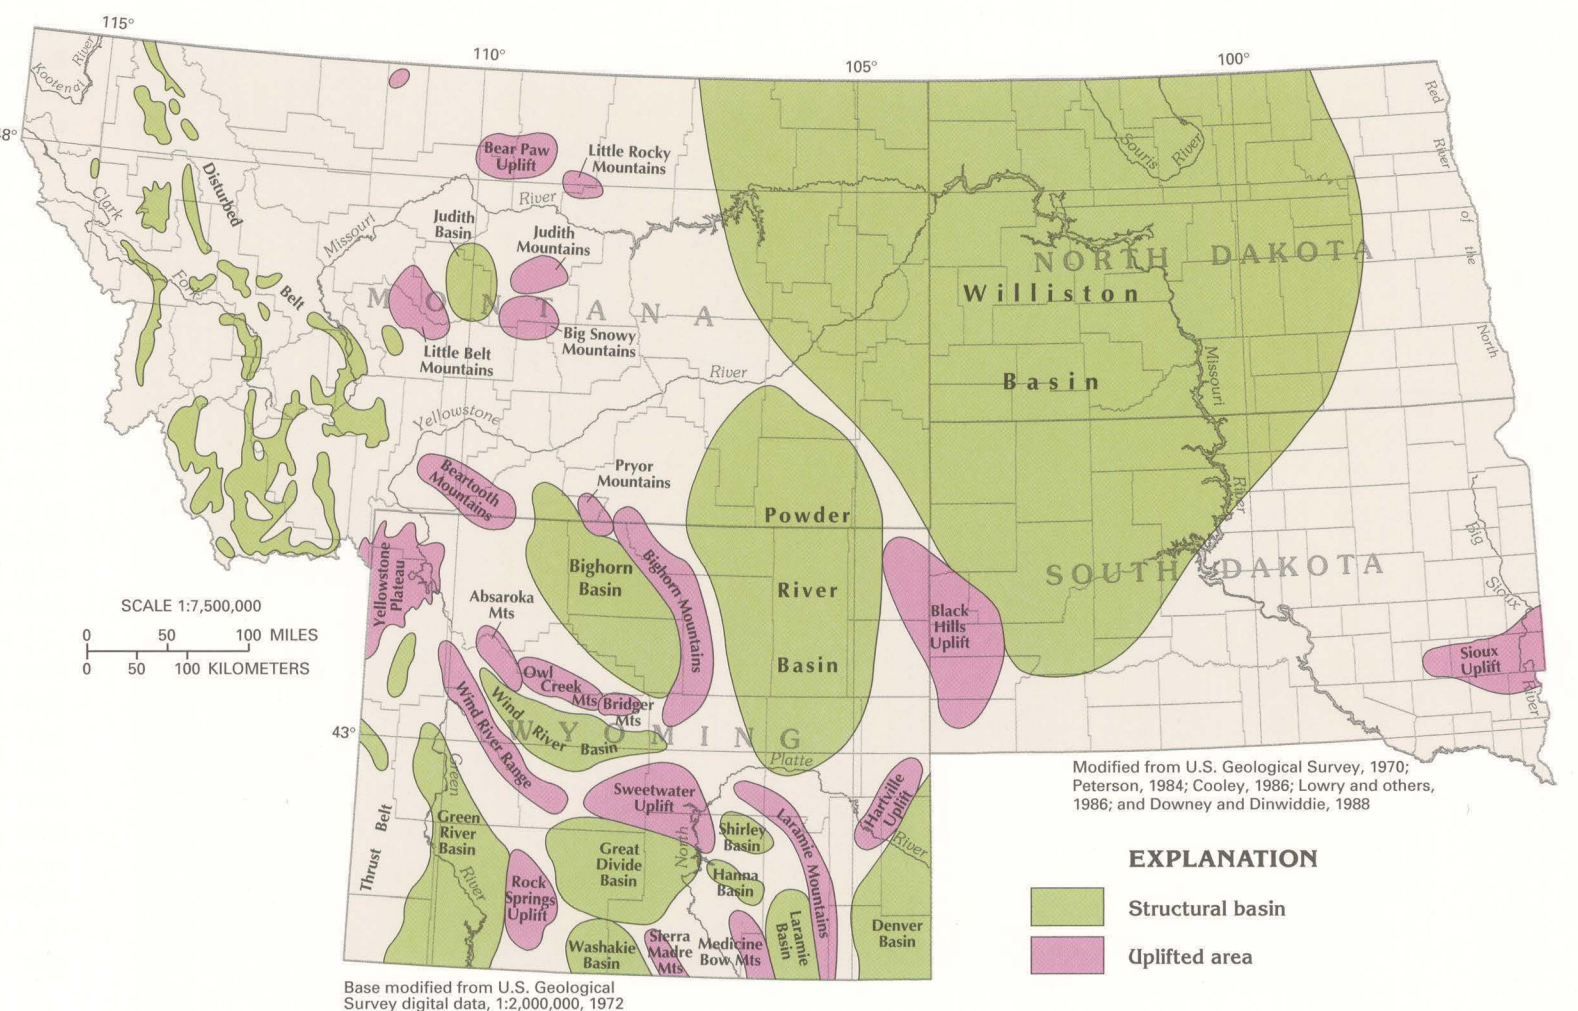 115°
110°
105°
100°
48°
43°
Kootenai
River
Bear Paw
Uplift
Little Rocky
Mountains
Souris
River
Red
River
of
the
North
Disturbed
Belt
Clark
Fork
Missouri
River
Judith
Basin
Judith
Mountains
MONTANA
Big Snowy
Mountains
Little Belt
Mountains
NORTH DAKOTA
Williston
Basin
Missouri
River
Yellowstone
River
Beartooth
Mountains
Pryor
Mountains
Powder
River
Basin
Yellowstone
Plateau
Bighorn
Basin
Bighorn Mountains
Absaroka
Mts
Black
Hills
Uplift
SOUTH DAKOTA
Big
Sioux
River
Sioux
Uplift
SCALE 1:7,500,000
0 50 100 MILES
0 50 100 KILOMETERS
Owl
Creek
Mts
Bridger
Mts
Wind River Range
Wind
River
Basin
WYOMING
Platte
River
North
Sweetwater
Uplift
Hartville
Uplift
Laramie Mountains
Shirley
Basin
Hanna
Basin
Green
River
Green
River
Basin
Thrust Belt
Great
Divide
Basin
Rock
Springs
Uplift
Washakie
Basin
Sierra
Madre
Mts
Medicine
Bow Mts
Laramie
Basin
Denver
Basin
Modified from U.S. Geological Survey, 1970;
Peterson, 1984; Cooley, 1986; Lowry and others,
1986; and Downey and Dinwiddie, 1988
EXPLANATION
Structural basin
Uplifted area
Base modified from U.S. Geological
Survey digital data, 1:2,000,000, 1972